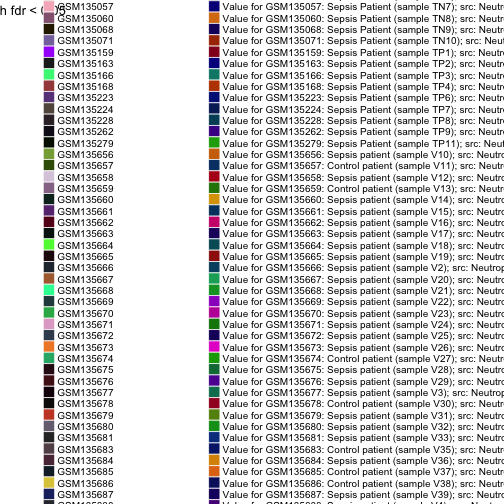 h fdr < 0.05
GSM135057 Value for GSM135057: Sepsis Patient (sample TN7); src: Neutr
GSM135060 Value for GSM135060: Sepsis Patient (sample TN8); src: Neutr
GSM135068 Value for GSM135068: Sepsis Patient (sample TN9); src: Neutr
GSM135071 Value for GSM135071: Sepsis Patient (sample TN10); src: Neu
GSM135159 Value for GSM135159: Sepsis Patient (sample TP1); src: Neutr
GSM135163 Value for GSM135163: Sepsis Patient (sample TP2); src: Neutr
GSM135166 Value for GSM135166: Sepsis Patient (sample TP3); src: Neutr
GSM135168 Value for GSM135168: Sepsis Patient (sample TP4); src: Neutr
GSM135223 Value for GSM135223: Sepsis Patient (sample TP6); src: Neutr
GSM135224 Value for GSM135224: Sepsis Patient (sample TP7); src: Neutr
GSM135228 Value for GSM135228: Sepsis Patient (sample TP8); src: Neutr
GSM135262 Value for GSM135262: Sepsis Patient (sample TP9); src: Neutr
GSM135279 Value for GSM135279: Sepsis Patient (sample TP11); src: Neut
GSM135656 Value for GSM135656: Sepsis patient (sample V10); src: Neutr
GSM135657 Value for GSM135657: Control patient (sample V11); src: Neut
GSM135658 Value for GSM135658: Sepsis patient (sample V12); src: Neutr
GSM135659 Value for GSM135659: Control patient (sample V13); src: Neut
GSM135660 Value for GSM135660: Sepsis patient (sample V14); src: Neutr
GSM135661 Value for GSM135661: Sepsis patient (sample V15); src: Neutr
GSM135662 Value for GSM135662: Sepsis patient (sample V16); src: Neutr
GSM135663 Value for GSM135663: Sepsis patient (sample V17); src: Neutr
GSM135664 Value for GSM135664: Sepsis patient (sample V18); src: Neutr
GSM135665 Value for GSM135665: Sepsis patient (sample V19); src: Neutr
GSM135666 Value for GSM135666: Sepsis patient (sample V2); src: Neutrop
GSM135667 Value for GSM135667: Sepsis patient (sample V20); src: Neutr
GSM135668 Value for GSM135668: Sepsis patient (sample V21); src: Neutr
GSM135669 Value for GSM135669: Sepsis patient (sample V22); src: Neutr
GSM135670 Value for GSM135670: Sepsis patient (sample V23); src: Neutr
GSM135671 Value for GSM135671: Sepsis patient (sample V24); src: Neutr
GSM135672 Value for GSM135672: Sepsis patient (sample V25); src: Neutr
GSM135673 Value for GSM135673: Sepsis patient (sample V26); src: Neutr
GSM135674 Value for GSM135674: Control patient (sample V27); src: Neut
GSM135675 Value for GSM135675: Sepsis patient (sample V28); src: Neutr
GSM135676 Value for GSM135676: Sepsis patient (sample V29); src: Neutr
GSM135677 Value for GSM135677: Sepsis patient (sample V3); src: Neutrop
GSM135678 Value for GSM135678: Control patient (sample V30); src: Neut
GSM135679 Value for GSM135679: Sepsis patient (sample V31); src: Neutr
GSM135680 Value for GSM135680: Sepsis patient (sample V32); src: Neutr
GSM135681 Value for GSM135681: Sepsis patient (sample V33); src: Neutr
GSM135683 Value for GSM135683: Control patient (sample V35); src: Neut
GSM135684 Value for GSM135684: Sepsis patient (sample V36); src: Neutr
GSM135685 Value for GSM135685: Control patient (sample V37); src: Neut
GSM135686 Value for GSM135686: Control patient (sample V38); src: Neut
GSM135687 Value for GSM135687: Sepsis patient (sample V39); src: Neutr